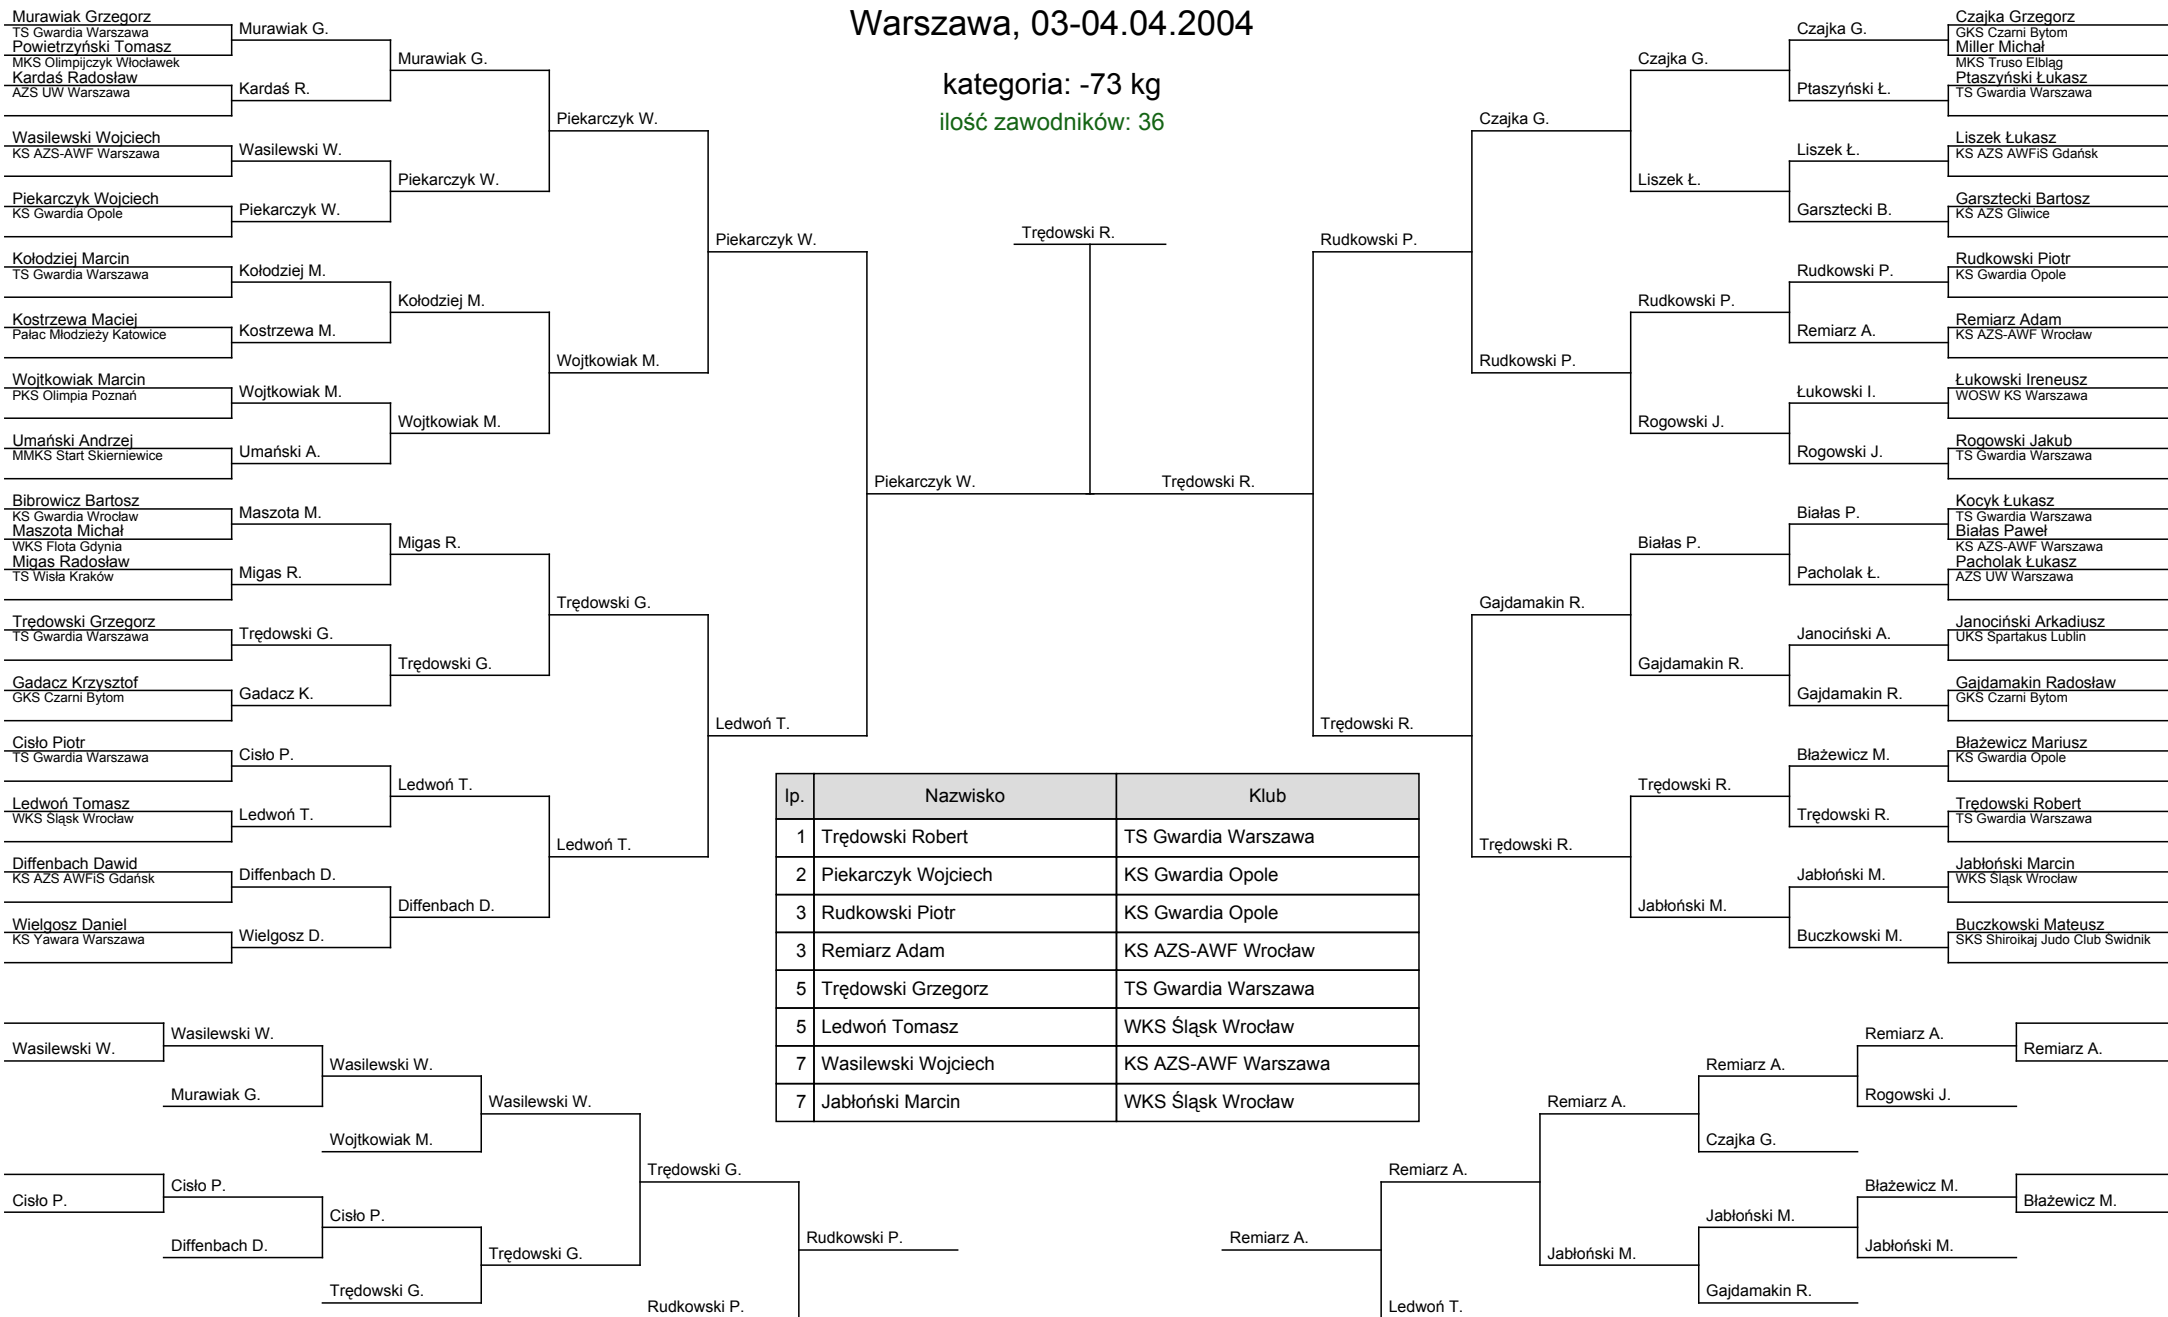 Warszawa, 03-04.04.2004
kategoria: -73 kg
ilość zawodników: 36
Murawiak Grzegorz
TS Gwardia Warszawa
Powietrzyński Tomasz
MKS Olimpijczyk Włocławek
Kardaś Radosław
AZS UW Warszawa
Wasilewski Wojciech
KS AZS-AWF Warszawa
Piekarczyk Wojciech
KS Gwardia Opole
Kołodziej Marcin
TS Gwardia Warszawa
Kostrzewa Maciej
Pałac Młodzieży Katowice
Wojtkowiak Marcin
PKS Olimpia Poznań
Umański Andrzej
MMKS Start Skierniewice
Bibrowicz Bartosz
KS Gwardia Wrocław
Maszota Michał
WKS Flota Gdynia
Migas Radosław
TS Wisła Kraków
Trędowski Grzegorz
TS Gwardia Warszawa
Gadacz Krzysztof
GKS Czarni Bytom
Cisło Piotr
TS Gwardia Warszawa
Ledwoń Tomasz
WKS Śląsk Wrocław
Diffenbach Dawid
KS AZS AWFiS Gdańsk
Wielgosz Daniel
KS Yawara Warszawa
Murawiak G.
Kardaś R.
Wasilewski W.
Piekarczyk W.
Kołodziej M.
Kostrzewa M.
Wojtkowiak M.
Umański A.
Maszota M.
Migas R.
Trędowski G.
Gadacz K.
Cisło P.
Ledwoń T.
Diffenbach D.
Wielgosz D.
Murawiak G.
Piekarczyk W.
Kołodziej M.
Wojtkowiak M.
Migas R.
Trędowski G.
Ledwoń T.
Diffenbach D.
Piekarczyk W.
Wojtkowiak M.
Trędowski G.
Ledwoń T.
Piekarczyk W.
Ledwoń T.
Piekarczyk W.
Trędowski R.
Trędowski R.
Rudkowski P.
Trędowski R.
Czajka G.
Rudkowski P.
Gajdamakin R.
Trędowski R.
Czajka G.
Liszek Ł.
Rudkowski P.
Rogowski J.
Białas P.
Gajdamakin R.
Trędowski R.
Jabłoński M.
Czajka G.
Ptaszyński Ł.
Liszek Ł.
Garsztecki B.
Rudkowski P.
Remiarz A.
Łukowski I.
Rogowski J.
Białas P.
Pacholak Ł.
Janociński A.
Gajdamakin R.
Błażewicz M.
Trędowski R.
Jabłoński M.
Buczkowski M.
Czajka Grzegorz
GKS Czarni Bytom
Miller Michał
MKS Truso Elbląg
Ptaszyński Łukasz
TS Gwardia Warszawa
Liszek Łukasz
KS AZS AWFiS Gdańsk
Garsztecki Bartosz
KS AZS Gliwice
Rudkowski Piotr
KS Gwardia Opole
Remiarz Adam
KS AZS-AWF Wrocław
Łukowski Ireneusz
WOSW KS Warszawa
Rogowski Jakub
TS Gwardia Warszawa
Kocyk Łukasz
TS Gwardia Warszawa
Białas Paweł
KS AZS-AWF Warszawa
Pacholak Łukasz
AZS UW Warszawa
Janociński Arkadiusz
UKS Spartakus Lublin
Gajdamakin Radosław
GKS Czarni Bytom
Błażewicz Mariusz
KS Gwardia Opole
Trędowski Robert
TS Gwardia Warszawa
Jabłoński Marcin
WKS Śląsk Wrocław
Buczkowski Mateusz
SKS Shiroikaj Judo Club Świdnik
lp. Nazwisko Klub
1 Trędowski Robert TS Gwardia Warszawa
2 Piekarczyk Wojciech KS Gwardia Opole
3 Rudkowski Piotr KS Gwardia Opole
3 Remiarz Adam KS AZS-AWF Wrocław
5 Trędowski Grzegorz TS Gwardia Warszawa
5 Ledwoń Tomasz WKS Śląsk Wrocław
7 Wasilewski Wojciech KS AZS-AWF Warszawa
7 Jabłoński Marcin WKS Śląsk Wrocław
Wasilewski W.
Cisło P.
Wasilewski W.
Murawiak G.
Cisło P.
Diffenbach D.
Wasilewski W.
Wojtkowiak M.
Cisło P.
Trędowski G.
Wasilewski W.
Trędowski G.
Trędowski G.
Rudkowski P.
Rudkowski P.
Remiarz A.
Remiarz A.
Ledwoń T.
Remiarz A.
Jabłoński M.
Remiarz A.
Czajka G.
Jabłoński M.
Gajdamakin R.
Remiarz A.
Rogowski J.
Błażewicz M.
Jabłoński M.
Remiarz A.
Błażewicz M.